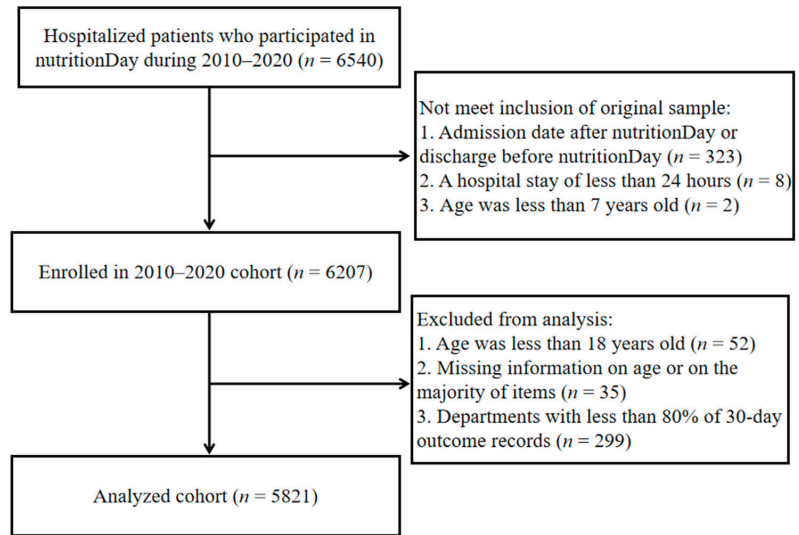 Hospitalized patients who participated in
nutritionDay during 2010–2020 (n = 6540)
Not meet inclusion of original sample:
1. Admission date after nutritionDay or
discharge before nutritionDay (n = 323)
2. A hospital stay of less than 24 hours (n = 8)
3. Age was less than 7 years old (n = 2)
Enrolled in 2010–2020 cohort (n = 6207)
Excluded from analysis:
1. Age was less than 18 years old (n = 52)
2. Missing information on age or on the
majority of items (n = 35)
3. Departments with less than 80% of 30-day
outcome records (n = 299)
Analyzed cohort (n = 5821)